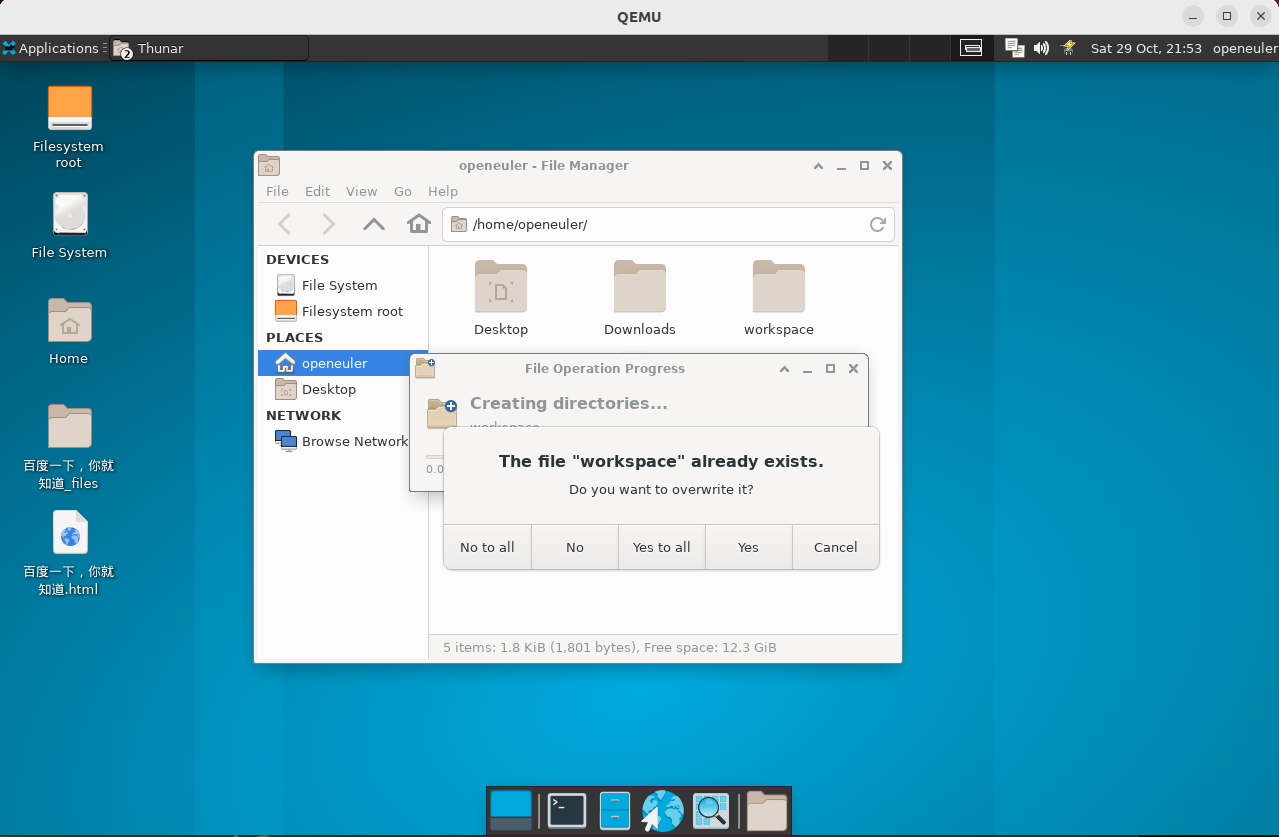 QEMU
Applications
2
Thunar
Sat 29 Oct, 21:53
openeuler
Filesystem
root
File System
Home
百度一下，你就
知道_files
百度一下，你就
知道.html
openeuler - File Manager
File Edit View Go Help
/home/openeuler/
DEVICES
File System
Filesystem root
PLACES
openeuler
Desktop
NETWORK
Browse Network
Desktop
Downloads
workspace
File Operation Progress
Creating directories...
workspace
0.0
The file "workspace" already exists.
Do you want to overwrite it?
No to all
No
Yes to all
Yes
Cancel
5 items: 1.8 KiB (1,801 bytes), Free space: 12.3 GiB